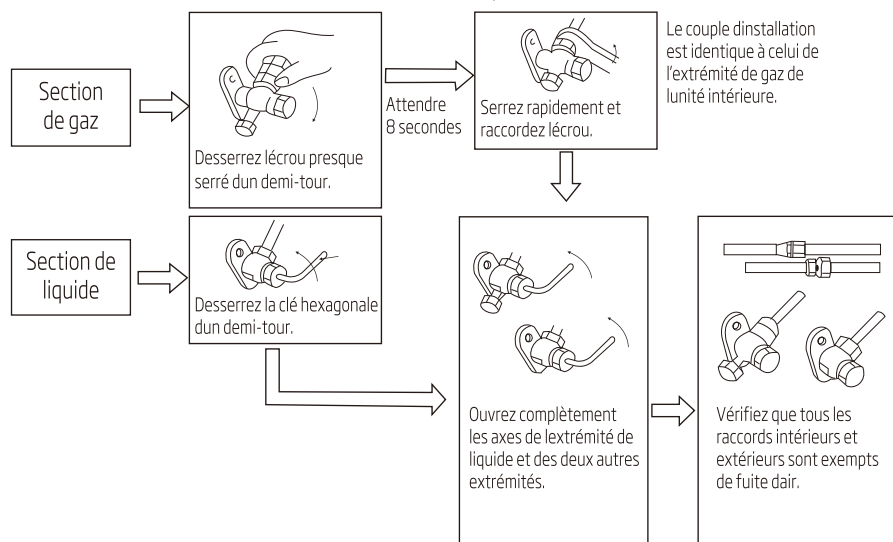 Section
de gaz
Desserrez lécrou presque
serré dun demi-tour.
Attendre
8 secondes
Serrez rapidement et
raccordez lécrou.
Le couple dinstallation
est identique à celui de
l'extrémité de gaz de
lunité intérieure.
Section de
liquide
Desserrez la clé hexagonale
dun demi-tour.
Ouvrez complètement
les axes de lextrémité de
liquide et des deux autres
extrémités.
Vérifiez que tous les
raccords intérieurs et
extérieurs sont exempts
de fuite dair.